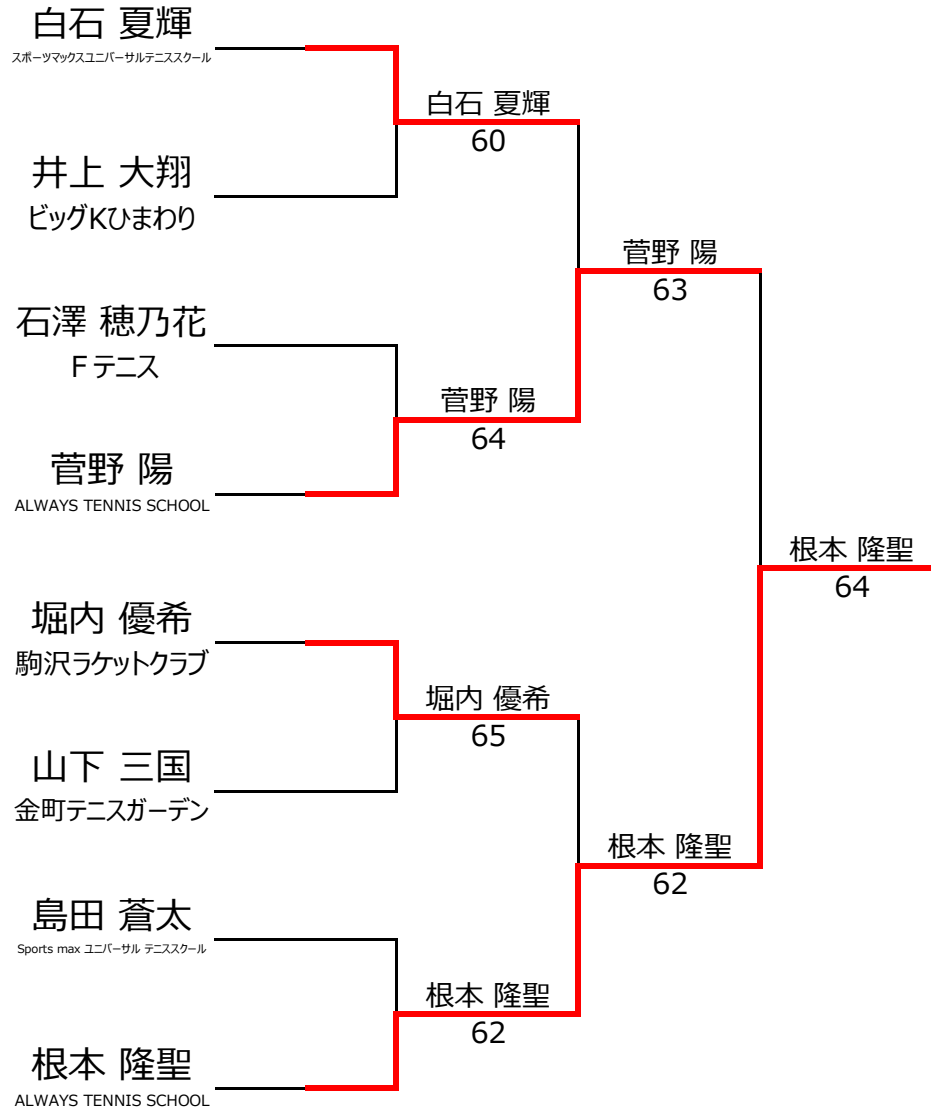 白石 夏輝
スポーツマックスユニバーサルテニススクール
白石 夏輝
60
井上 大翔
ビッグKひまわり
菅野 陽
63
石澤 穂乃花
F テニス
菅野 陽
64
菅野 陽
ALWAYS TENNIS SCHOOL
根本 隆聖
64
堀内 優希
駒沢ラケットクラブ
堀内 優希
65
山下 三国
金町テニスガーデン
根本 隆聖
62
島田 蒼太
Sports max ユニバーサル テニススクール
根本 隆聖
62
根本 隆聖
ALWAYS TENNIS SCHOOL